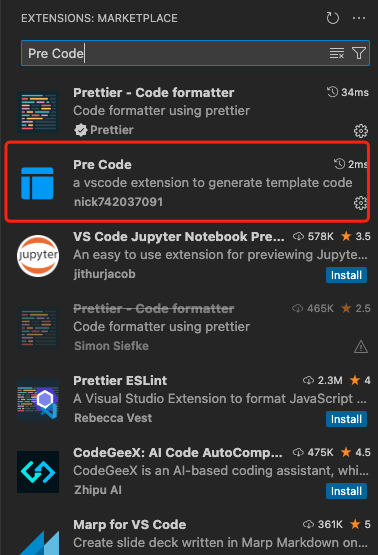 EXTENSIONS: MARKETPLACE
Pre Code
Prettier - Code formatter 34ms
Code formatter using prettier
Prettier
Pre Code 2ms
a vscode extension to generate template code
nick742037091
VS Code Jupyter Notebook Pre... 578K 3.5
An easy to use extension for previewing Jupyte...
jithurjacob Install
Prettier - Code formatter 465K 2.5
Code formatter using prettier
Simon Siefke
Prettier ESLint 2.3M 4
A Visual Studio Extension to format JavaScript ...
Rebecca Vest Install
CodeGeeX: AI Code AutoComp... 475K 4.5
CodeGeeX is an AI-based coding assistant, whi...
Zhipu AI Install
Marp for VS Code 361K 5
Create slide deck written in Marp Markdown on...
jupyter